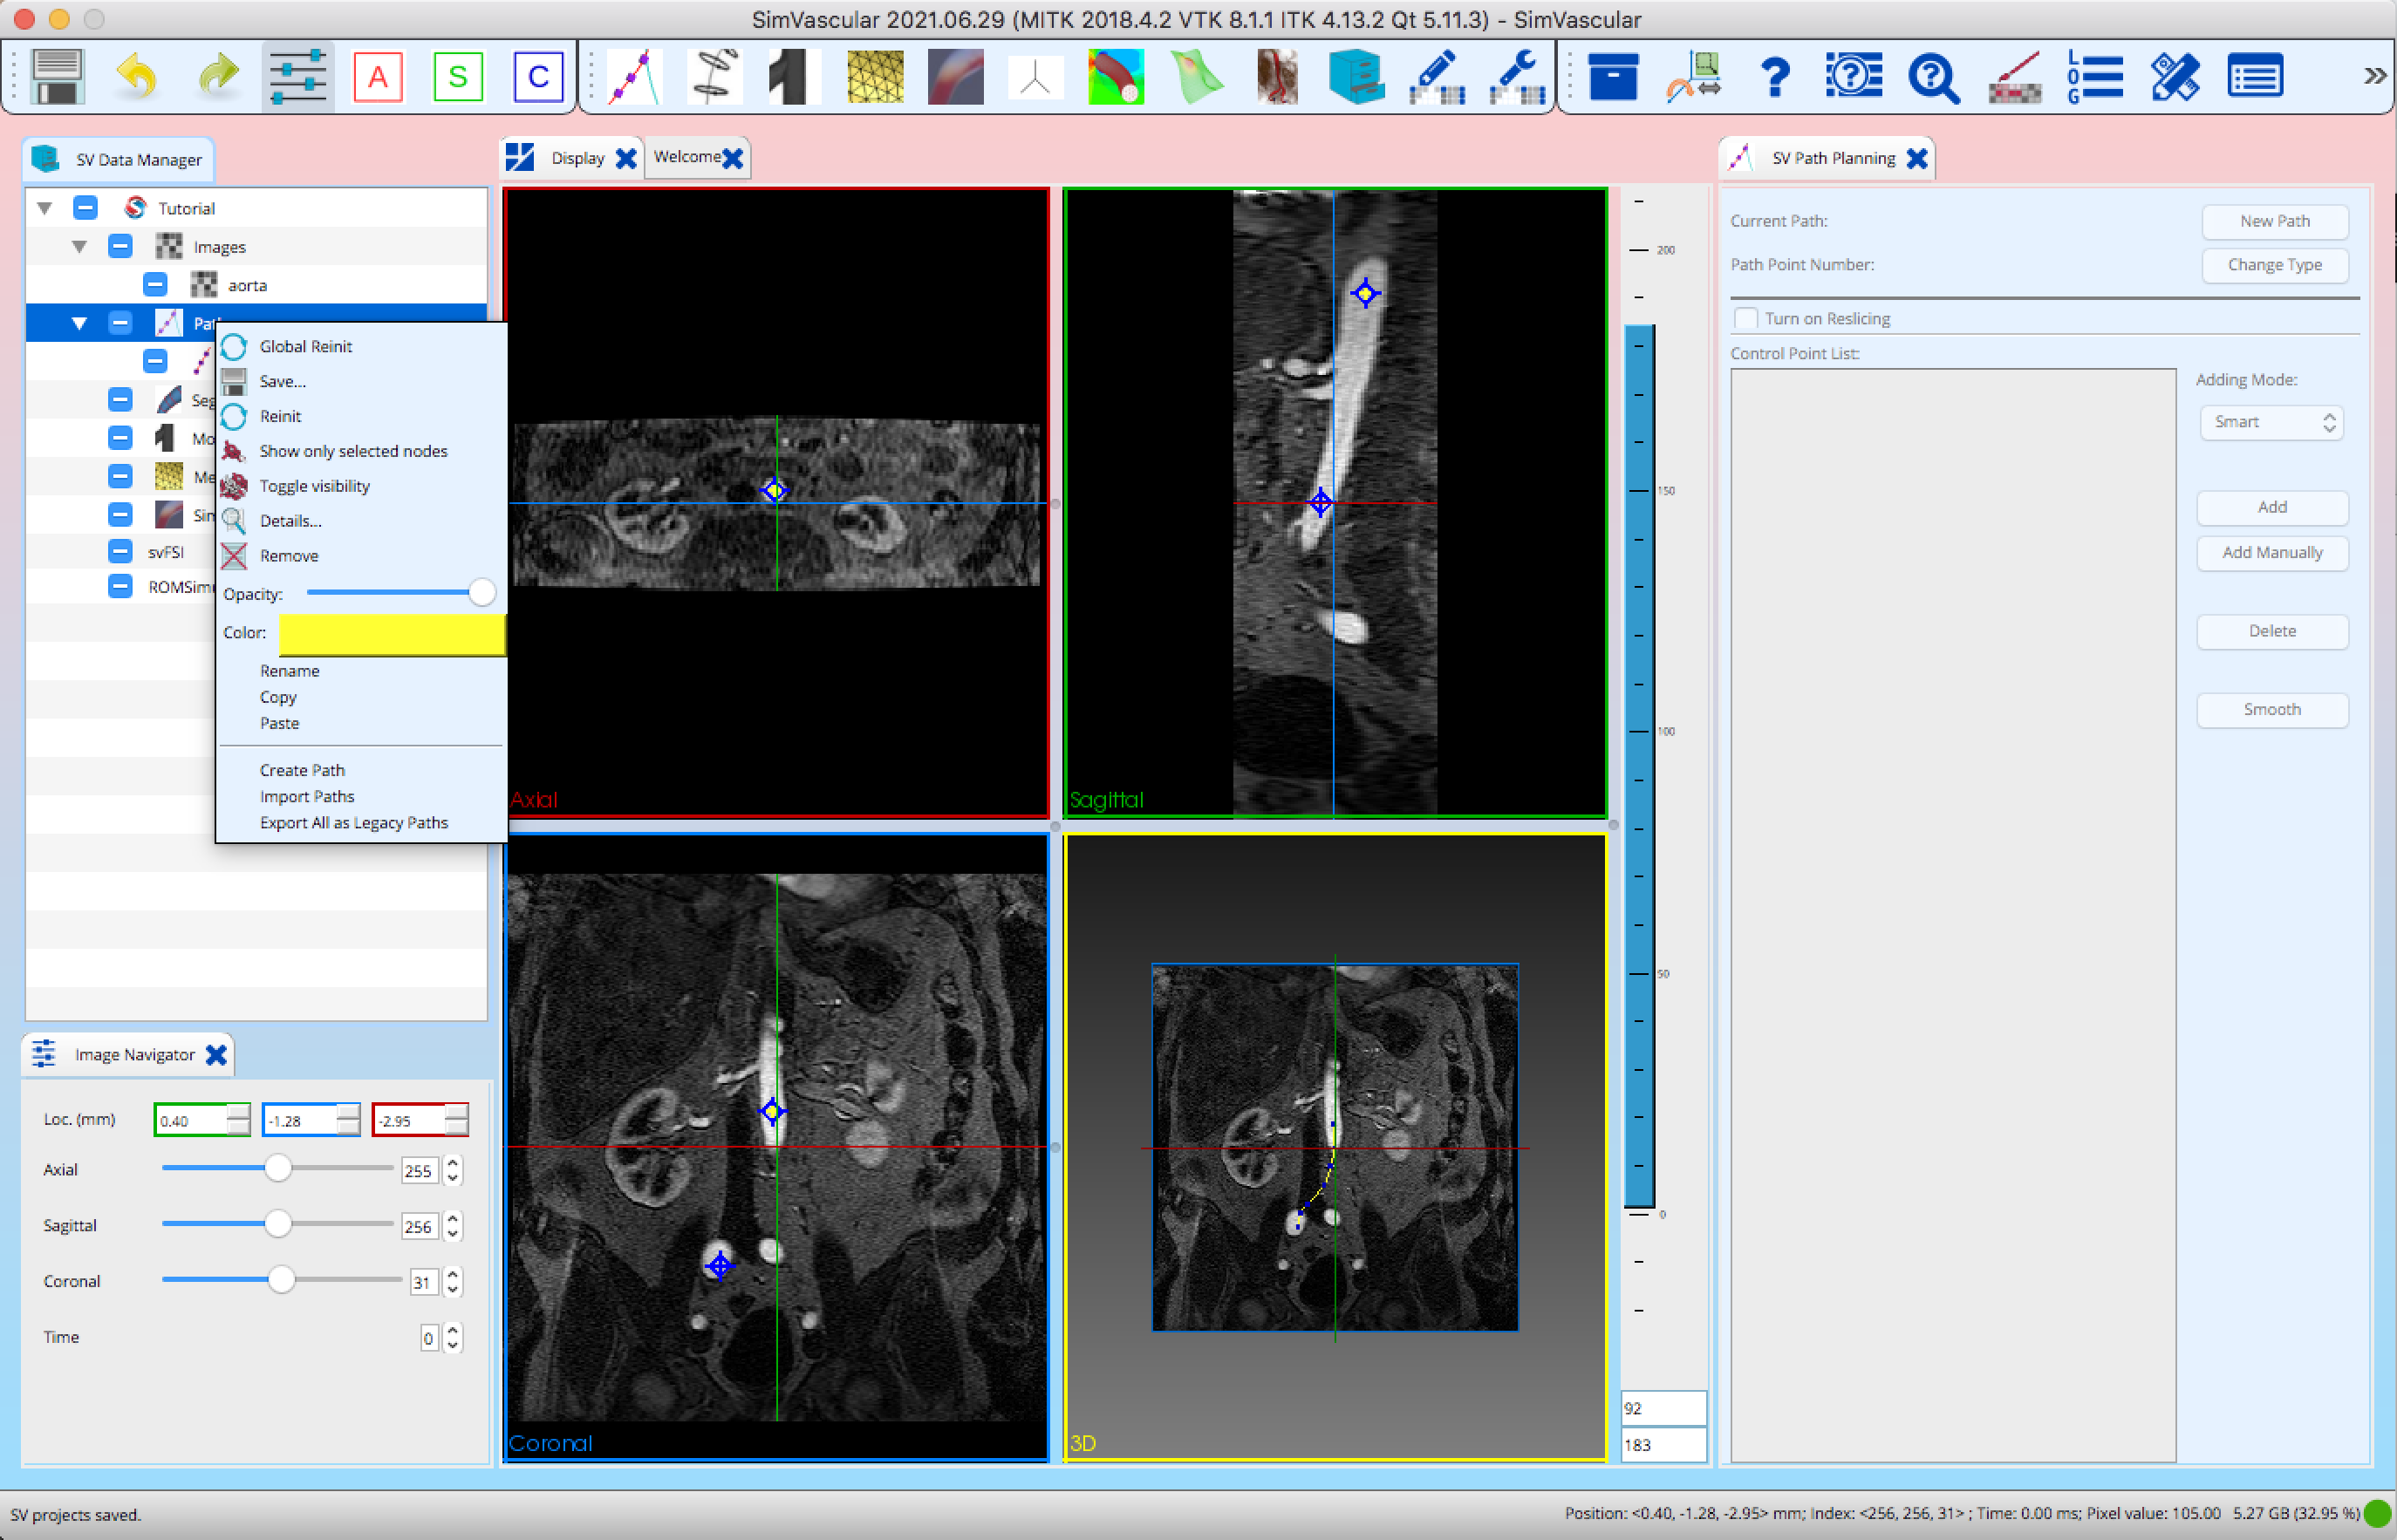 SimVascular 2021.06.29 (MITK 2018.4.2 VTK 8.1.1 ITK 4.13.2 Qt 5.11.3) - SimVascular
A S C
LOG
SV Data Manager
Tutorial
Images
aorta
Pat
Seg
Mo
Me
Sim
svFSI
ROMSim
Global Reinit
Save...
Reinit
Show only selected nodes
Toggle visibility
Details...
Remove
Opacity:
Color:
Rename
Copy
Paste
Create Path
Import Paths
Export All as Legacy Paths
Image Navigator
Loc. (mm) 0.40 -1.28 -2.95
Axial 255
Sagittal 256
Coronal 31
Time 0
Display
Welcome
Axial
Sagittal
Coronal
3D
200
150
100
50
0
92
183
SV Path Planning
Current Path: New Path
Path Point Number: Change Type
Turn on Reslicing
Control Point List:
Adding Mode:
Smart
Add
Add Manually
Delete
Smooth
SV projects saved.
Position: <0.40, -1.28, -2.95> mm; Index: <256, 256, 31> ; Time: 0.00 ms; Pixel value: 105.00 5.27 GB (32.95 %)